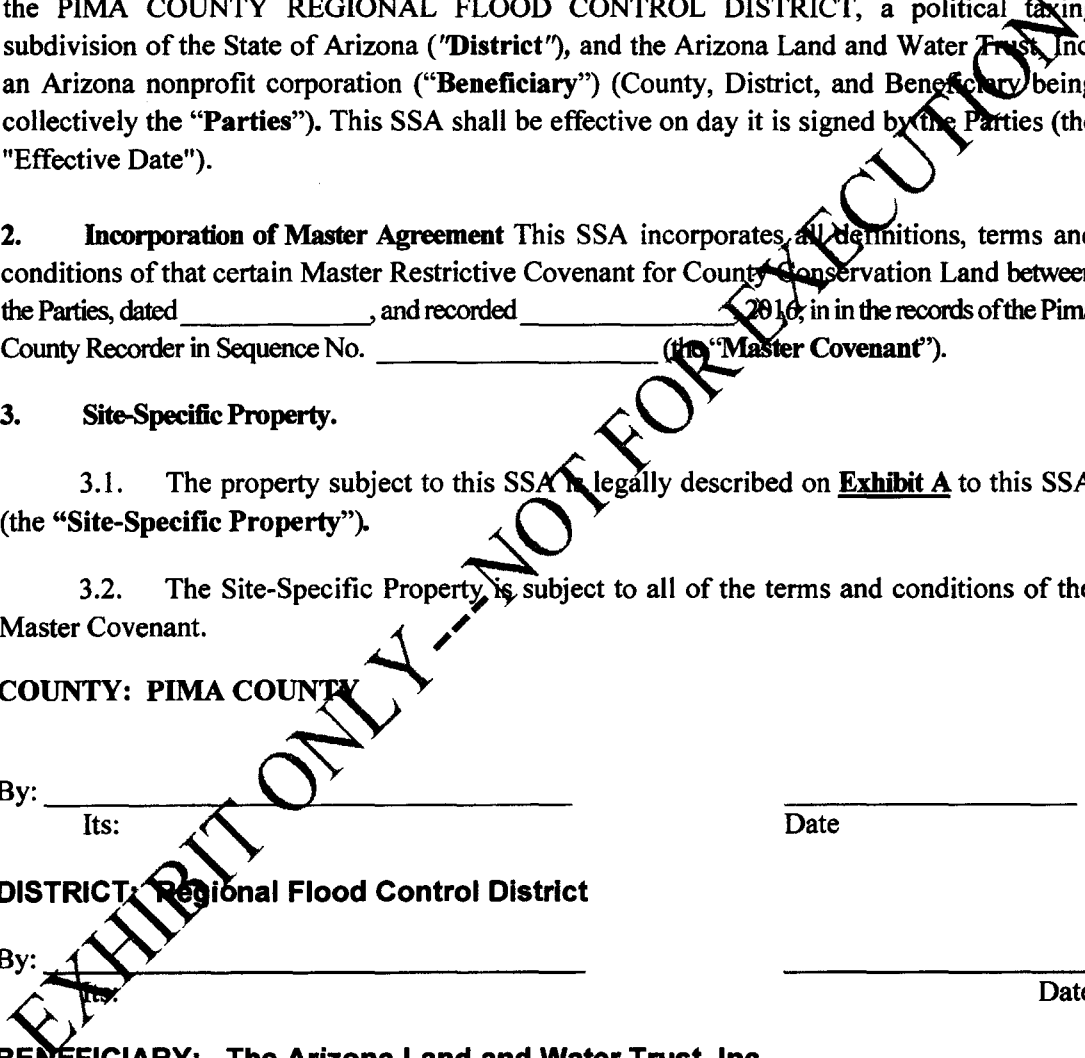 the PIMA COUNTY REGIONAL FLOOD CONTROL DISTRICT, a political taxing
subdivision of the State of Arizona ("District"), and the Arizona Land and Water Trust, Inc
an Arizona nonprofit corporation (“Beneficiary”) (County, District, and Beneficiary being
collectively the “Parties”). This SSA shall be effective on day it is signed by the Parties (the
"Effective Date").
2. Incorporation of Master Agreement This SSA incorporates all definitions, terms and
conditions of that certain Master Restrictive Covenant for County Conservation Land between
the Parties, dated ______________, and recorded ________________, 2016, in in the records of the Pim
County Recorder in Sequence No. _____________________ (the “Master Covenant”).
3. Site-Specific Property.
3.1. The property subject to this SSA is legally described on Exhibit A to this SSA
(the “Site-Specific Property”).
3.2. The Site-Specific Property is subject to all of the terms and conditions of the
Master Covenant.
COUNTY: PIMA COUNTY
By: ________________________________________ ______________________
Its: Date
DISTRICT: Regional Flood Control District
By: ________________________________________ ______________________
Its: Date
BENEFICIARY: The Arizona Land and Water Trust, Inc
EXHIBIT ONLY---NOT FOR EXECUTION